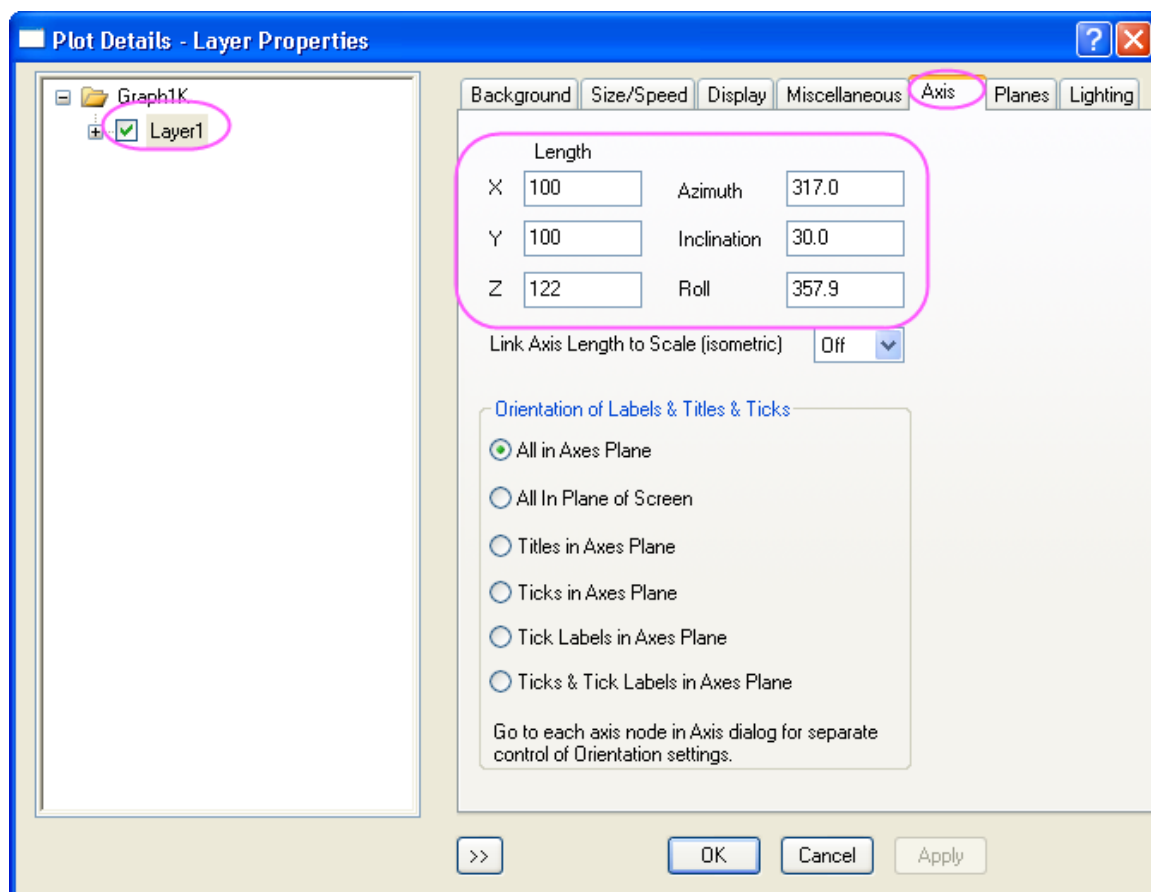 Plot Details - Layer Properties
Graph1K
Layer1
Background Size/Speed Display Miscellaneous Axis Planes Lighting
Length
X 100 Azimuth 317.0
Y 100 Inclination 30.0
Z 122 Roll 357.9
Link Axis Length to Scale (isometric) Off
Orientation of Labels & Titles & Ticks
All in Axes Plane
All In Plane of Screen
Titles in Axes Plane
Ticks in Axes Plane
Tick Labels in Axes Plane
Ticks & Tick Labels in Axes Plane
Go to each axis node in Axis dialog for separate
control of Orientation settings.
>> OK Cancel Apply